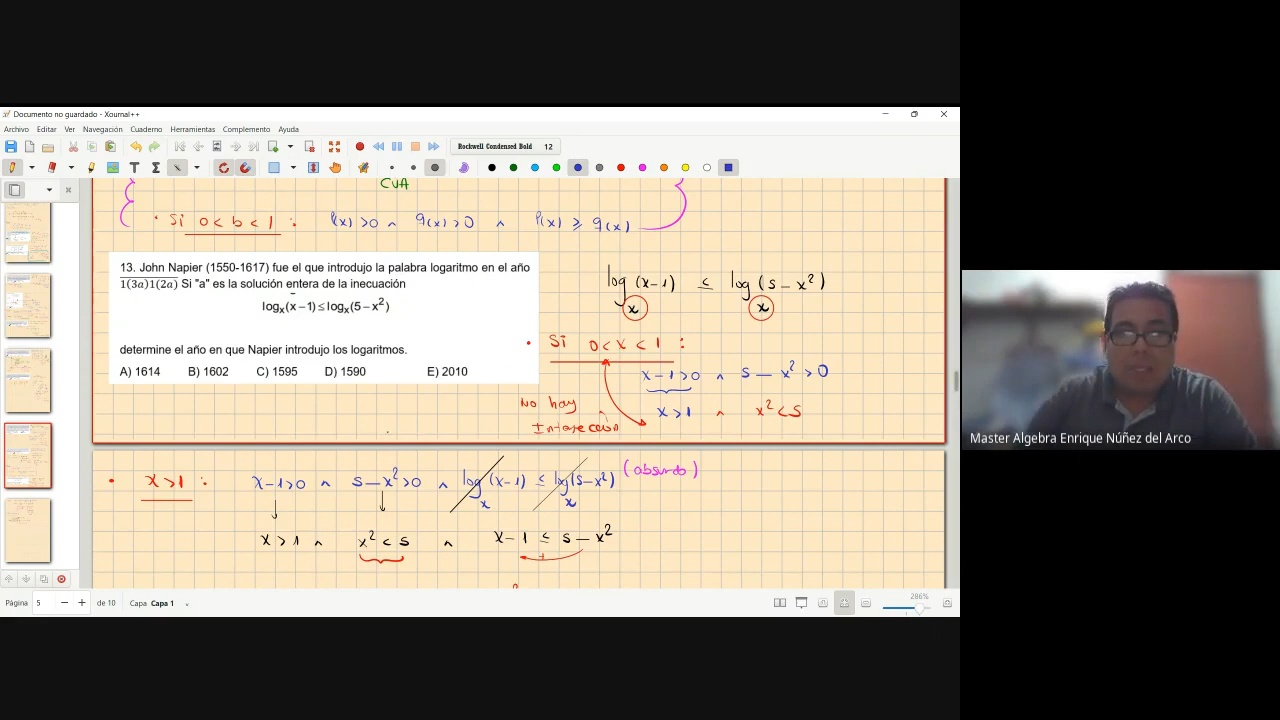 Documento no guardado - Xournal++
Archivo Editar Ver Navegación Cuaderno Herramientas Complemento Ayuda
Rockwell Condensed Bold 12
CVA
• Si 0 < b < 1 : P(x) > 0 ∧ q(x) > 0 ∧ P(x) ≥ q(x)
13. John Napier (1550-1617) fue el que introdujo la palabra logaritmo en el año
1(3a)1(2a) Si "a" es la solución entera de la inecuación
logₓ(x−1) ≤ logₓ(5−x²)
determine el año en que Napier introdujo los logaritmos.
A) 1614 B) 1602 C) 1595 D) 1590 E) 2010
logₓ(x−1) ≤ logₓ(5−x²)
• Si 0 < x < 1 :
x−1 > 0 ∧ 5−x² > 0
No hay
Intersección
∧ x > 1 ∧ x² < 5
(absurdo)
• x > 1 : x−1 > 0 ∧ 5−x² > 0 ∧ logₓ(x−1) ≤ logₓ(5−x²)
x > 1 ∧ x² < 5 ∧ x−1 ≤ 5−x²
+
Página 5 de 10 Capa Capa 1 286%
Master Algebra Enrique Núñez del Arco